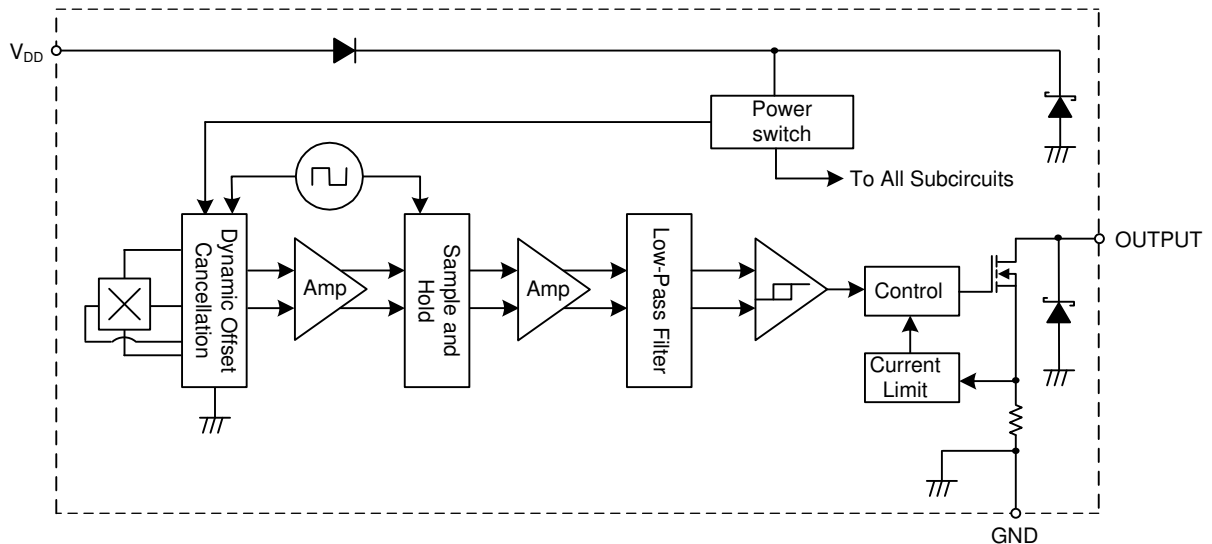 V_DD
Power
switch
To All Subcircuits
Dynamic Offset
Cancellation
Amp
Sample and
Hold
Amp
Low-Pass Filter
Control
Current
Limit
OUTPUT
GND